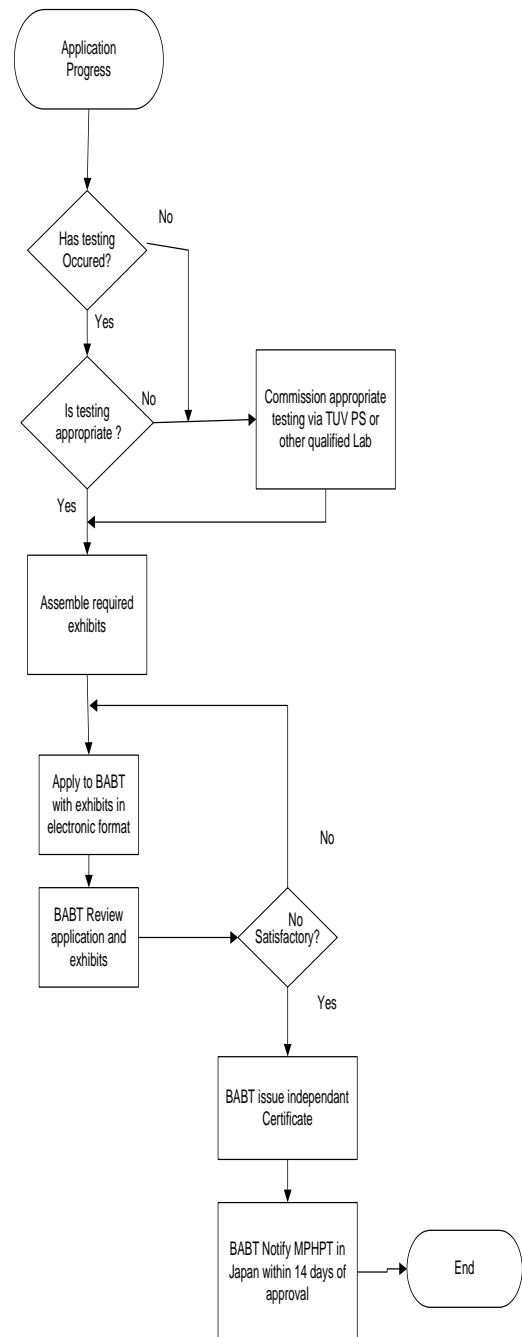 Application
Progress
No
Has testing
Occured?
Yes
No
Is testing
appropriate ?
Commission appropriate
testing via TUV PS or
other qualified Lab
Yes
Assemble required
exhibits
Apply to BABT
with exhibits in
electronic format
No
BABT Review
application and
exhibits
No
Satisfactory?
Yes
BABT issue independant
Certificate
BABT Notify MPHPT in
Japan within 14 days of
approval
End